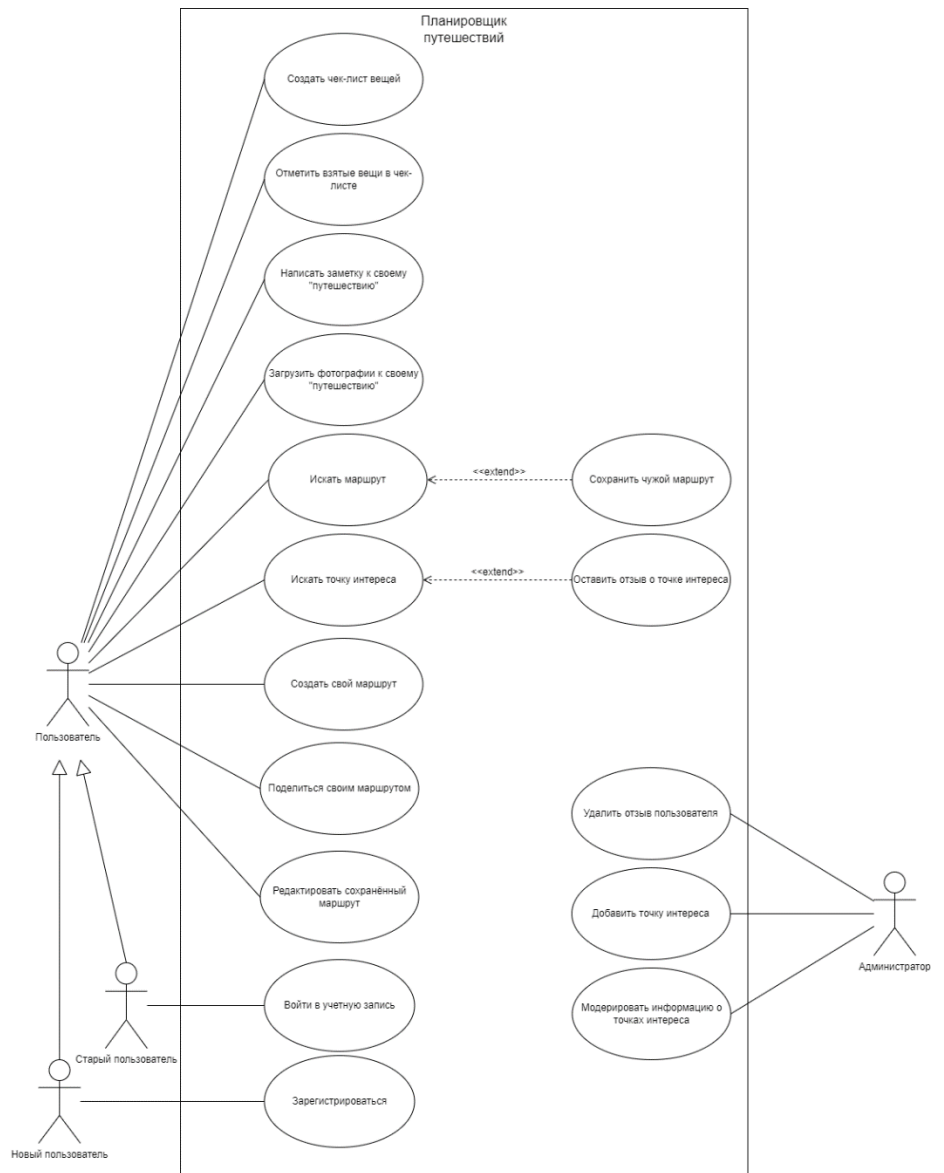 Планировщик
путешествий
Создать чек-лист вещей
Отметить взятые вещи в чек-
листе
Написать заметку к своему
"путешествию"
Загрузить фотографии к своему
"путешествию"
Искать маршрут
<<extend>>
Сохранить чужой маршрут
Искать точку интереса
<<extend>>
Оставить отзыв о точке интереса
Создать свой маршрут
Пользователь
Поделиться своим маршрутом
Удалить отзыв пользователя
Редактировать сохранённый
маршрут
Добавить точку интереса
Администратор
Войти в учетную запись
Модерировать информацию о
точках интереса
Старый пользователь
Зарегистрироваться
Новый пользователь